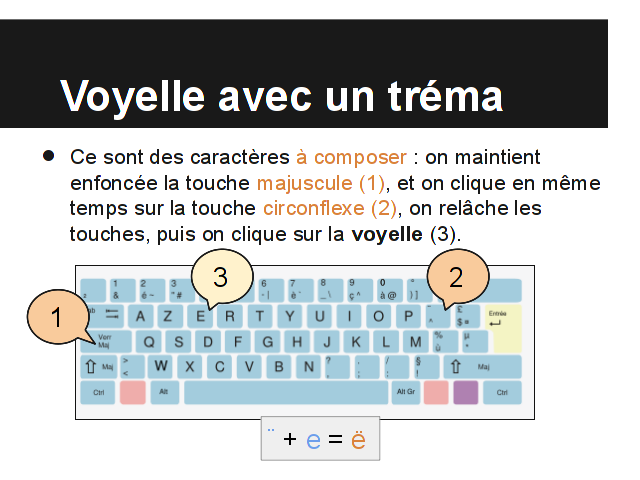 Voyelle avec un tréma
● Ce sont des caractères à composer : on maintient
enfoncée la touche majuscule (1), et on clique en même
temps sur la touche circonflexe (2), on relâche les
touches, puis on clique sur la voyelle (3).
3
2
1
² 1 & 2 é ~ 3 " # 6 - | 7 è ` 8 _ \ 9 ç ^ 0 à @ ° ) ]
A Z E R T Y U I O P ¨ ^ £ $ ¤ Entrée
Verr Maj Q S D F G H J K L M % ù µ *
Maj > < W X C V B N ? , . ; / : § ! Maj
Ctrl Alt Alt Gr Ctrl
¨ + e = ë